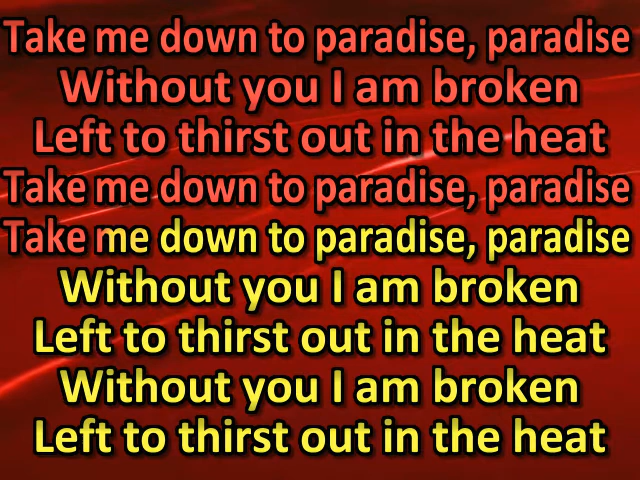 Take me down to paradise, paradise
Without you I am broken
Left to thirst out in the heat
Take me down to paradise, paradise
Take me down to paradise, paradise
Without you I am broken
Left to thirst out in the heat
Without you I am broken
Left to thirst out in the heat